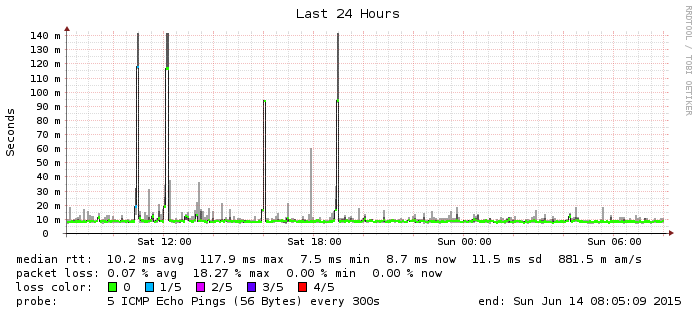 Last 24 Hours
RRDTOOL / TOBI OETIKER
Seconds
140 m
130 m
120 m
110 m
100 m
90 m
80 m
70 m
60 m
50 m
40 m
30 m
20 m
10 m
0
Sat 12:00 Sat 18:00 Sun 00:00 Sun 06:00
median rtt: 10.2 ms avg 117.9 ms max 7.5 ms min 8.7 ms now 11.5 ms sd 881.5 m am/s
packet loss: 0.07 % avg 18.27 % max 0.00 % min 0.00 % now
loss color: 0 1/5 2/5 3/5 4/5
probe: 5 ICMP Echo Pings (56 Bytes) every 300s end: Sun Jun 14 08:05:09 2015